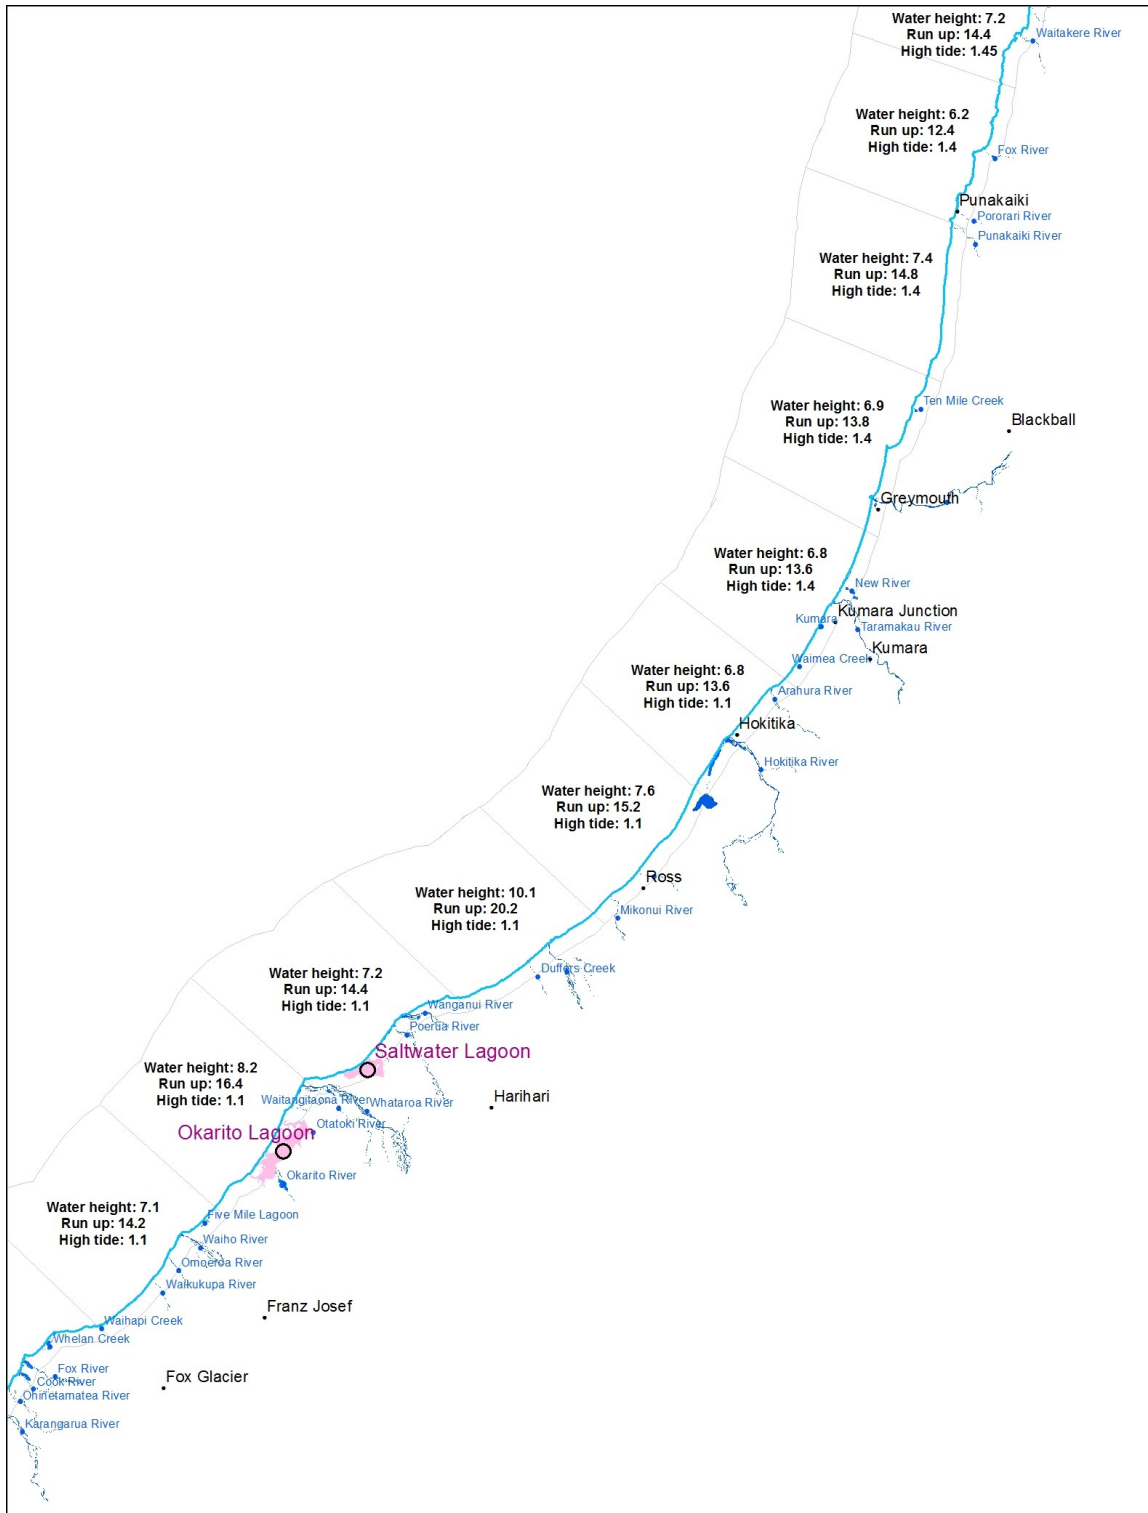 Water height: 7.2
Run up: 14.4
High tide: 1.45
Waitakere River
Water height: 6.2
Run up: 12.4
High tide: 1.4
Fox River
Punakaiki
Pororari River
Punakaiki River
Water height: 7.4
Run up: 14.8
High tide: 1.4
Water height: 6.9
Run up: 13.8
High tide: 1.4
Ten Mile Creek
Blackball
Greymouth
Water height: 6.8
Run up: 13.6
High tide: 1.4
New River
Kumara Junction
Kumara
Taramakau River
Kumara
Waimea Creek
Water height: 6.8
Run up: 13.6
High tide: 1.1
Arahura River
Hokitika
Hokitika River
Water height: 7.6
Run up: 15.2
High tide: 1.1
Ross
Mikonui River
Water height: 10.1
Run up: 20.2
High tide: 1.1
Duffers Creek
Water height: 7.2
Run up: 14.4
High tide: 1.1
Wanganui River
Poerua River
Saltwater Lagoon
Harihari
Water height: 8.2
Run up: 16.4
High tide: 1.1
Waitangitaona River
Whataroa River
Otatoki River
Okarito Lagoon
Okarito River
Water height: 7.1
Run up: 14.2
High tide: 1.1
Five Mile Lagoon
Waiho River
Omoeroa River
Waikukupa River
Franz Josef
Waihapi Creek
Whelan Creek
Fox River
Fox Glacier
Cook River
Ohinetamatea River
Karangarua River